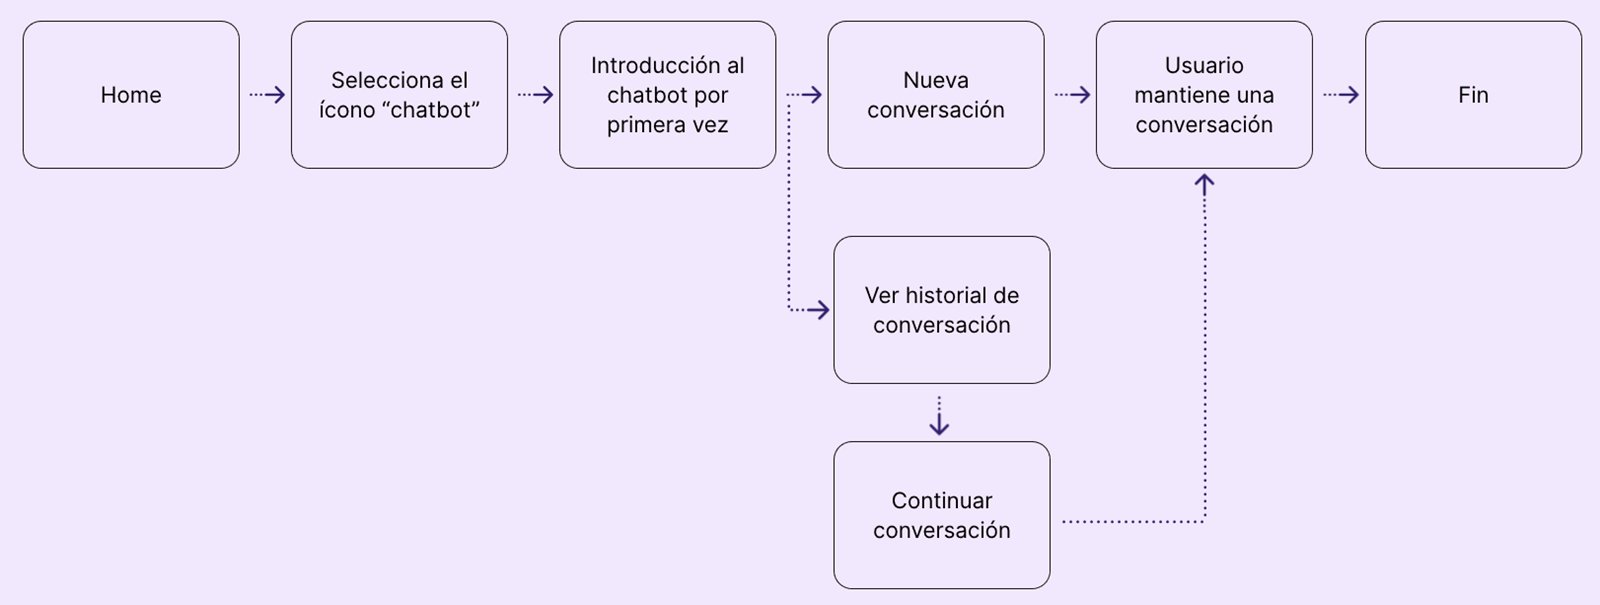 Home
Selecciona el
ícono “chatbot”
Introducción al
chatbot por
primera vez
Nueva
conversación
Usuario
mantiene una
conversación
Fin
Ver historial de
conversación
Continuar
conversación